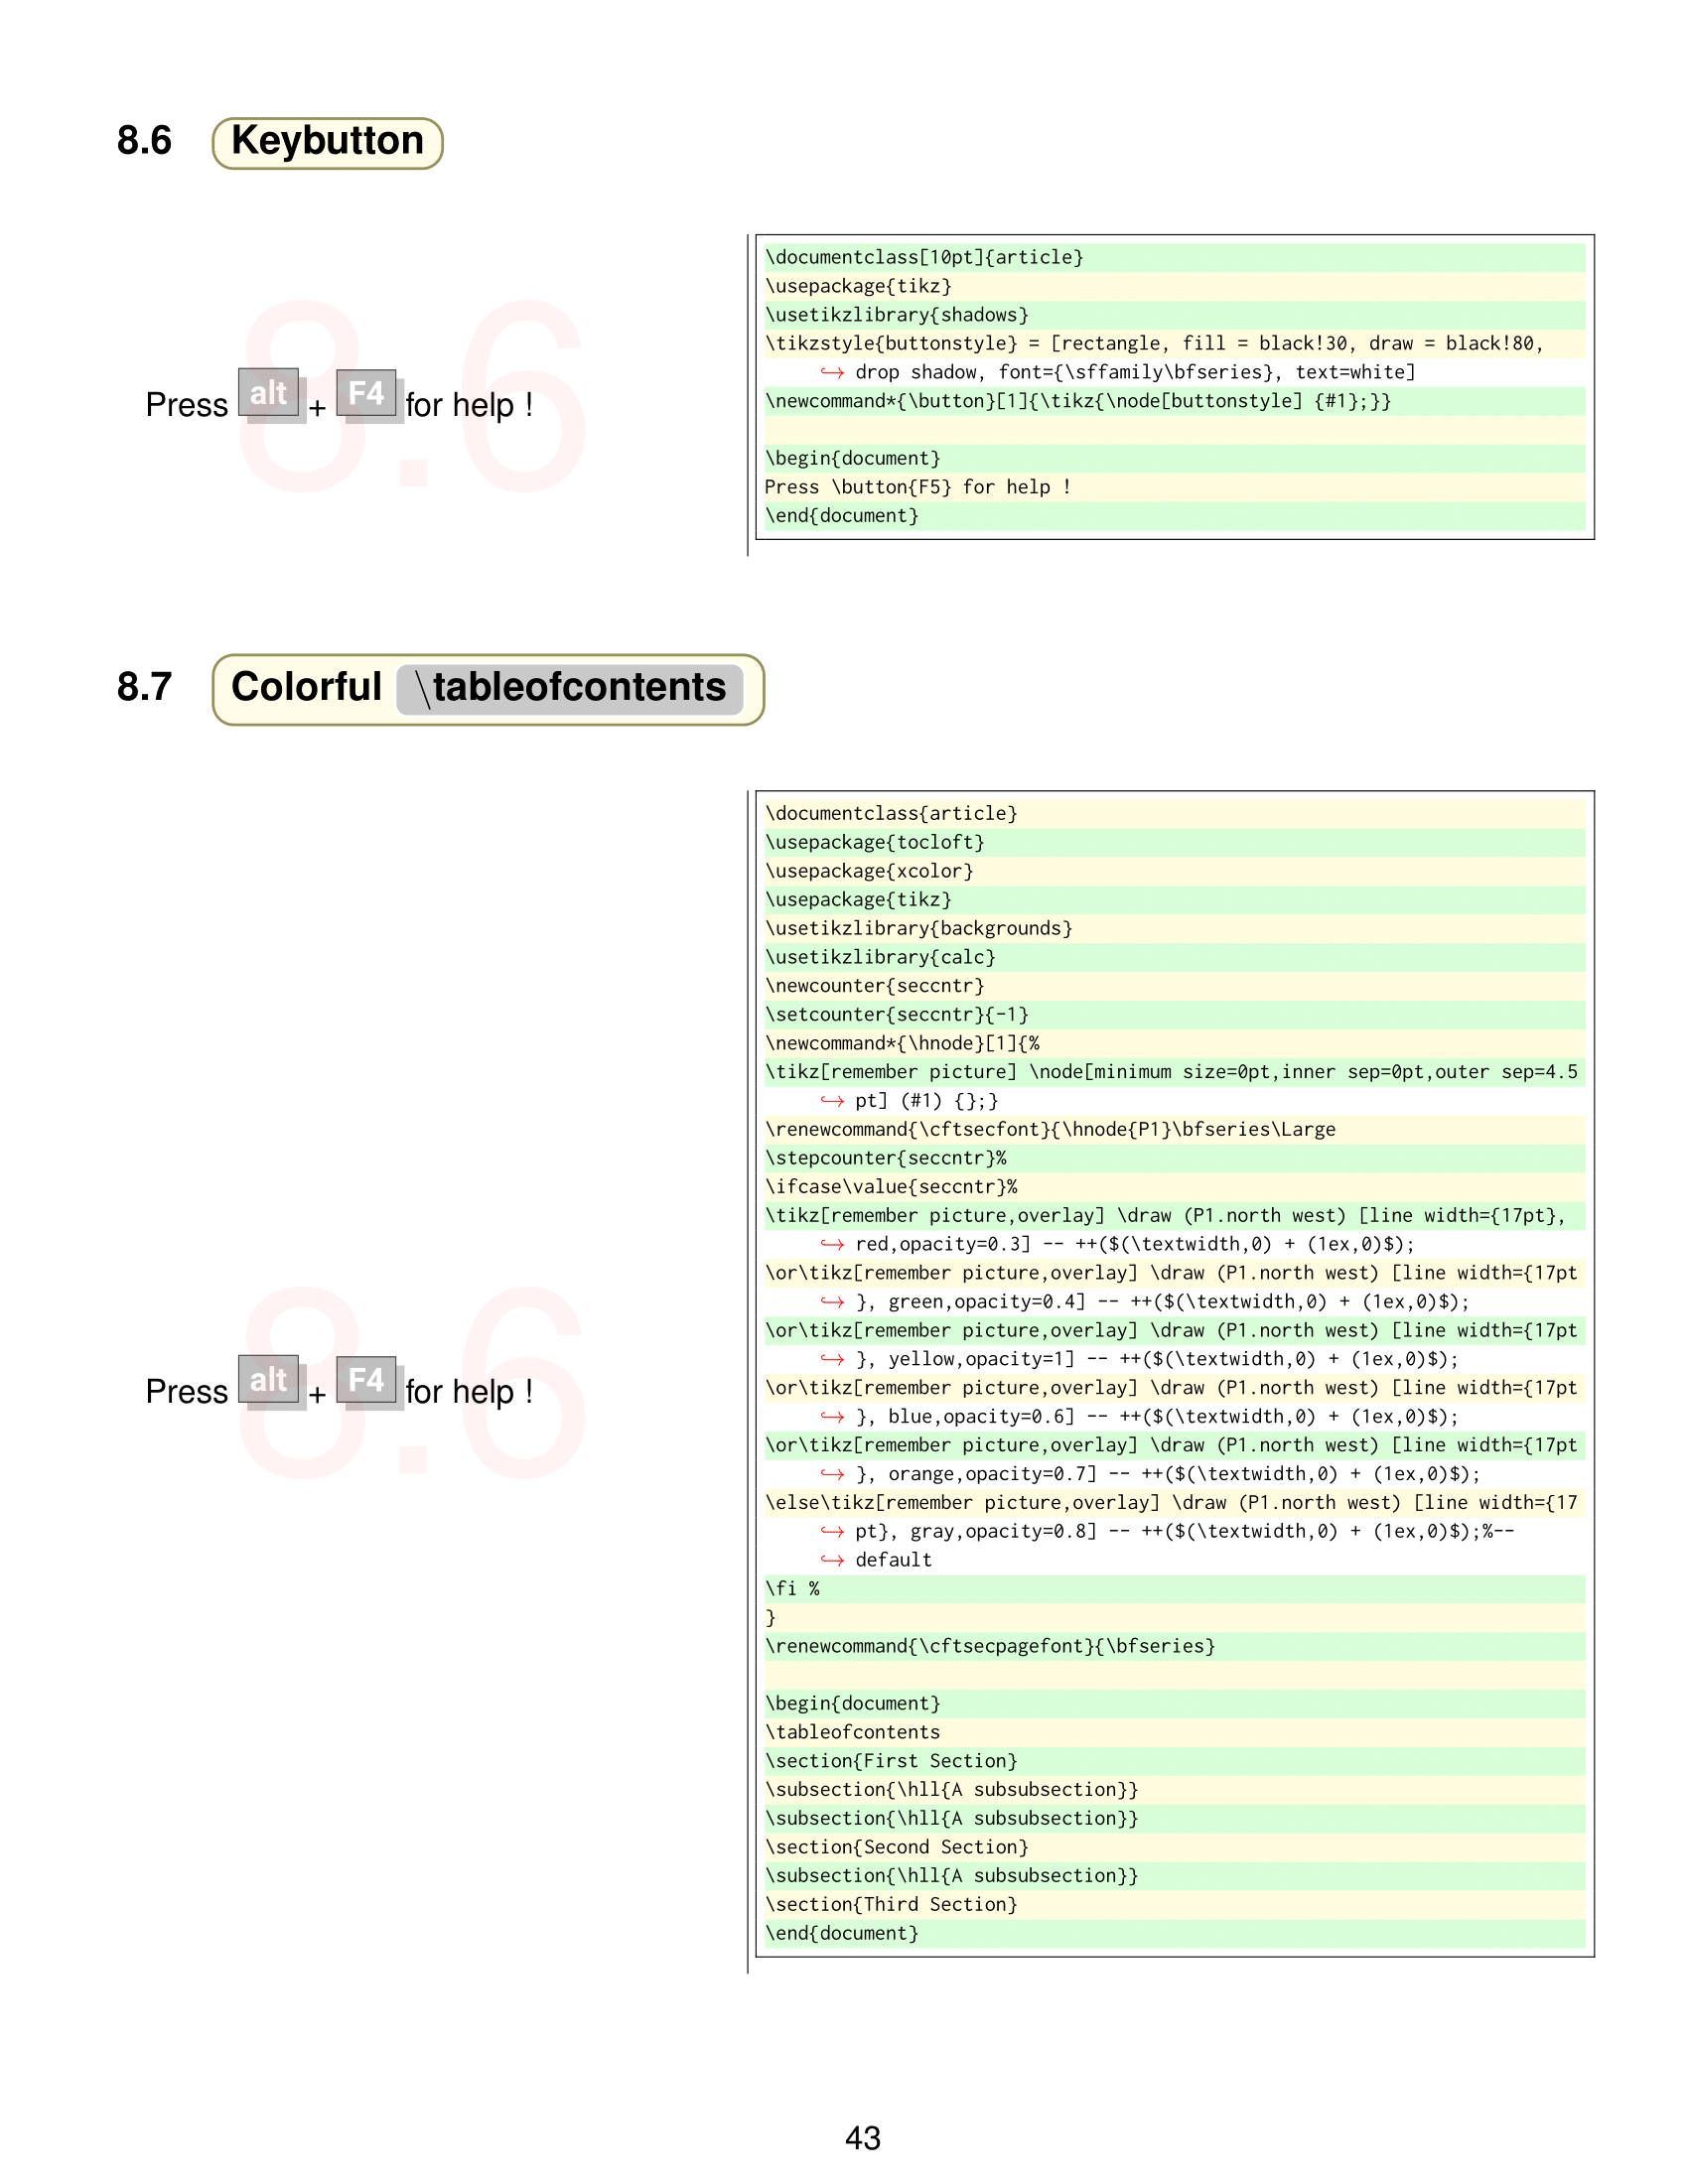 8.6 Keybutton
8.6
Press alt + F4 for help !
\documentclass[10pt]{article}
\usepackage{tikz}
\usetikzlibrary{shadows}
\tikzstyle{buttonstyle} = [rectangle, fill = black!30, draw = black!80,
↪ drop shadow, font={\sffamily\bfseries}, text=white]
\newcommand*{\button}[1]{\tikz{\node[buttonstyle] {#1};}}
\begin{document}
Press \button{F5} for help !
\end{document}
8.7 Colorful \tableofcontents
8.6
Press alt + F4 for help !
\documentclass{article}
\usepackage{tocloft}
\usepackage{xcolor}
\usepackage{tikz}
\usetikzlibrary{backgrounds}
\usetikzlibrary{calc}
\newcounter{seccntr}
\setcounter{seccntr}{-1}
\newcommand*{\hnode}[1]{%
\tikz[remember picture] \node[minimum size=0pt,inner sep=0pt,outer sep=4.5
↪ pt] (#1) {};}
\renewcommand{\cftsecfont}{\hnode{P1}\bfseries\Large
\stepcounter{seccntr}%
\ifcase\value{seccntr}%
\tikz[remember picture,overlay] \draw (P1.north west) [line width={17pt},
↪ red,opacity=0.3] -- ++($(\textwidth,0) + (1ex,0)$);
\or\tikz[remember picture,overlay] \draw (P1.north west) [line width={17pt
↪ }, green,opacity=0.4] -- ++($(\textwidth,0) + (1ex,0)$);
\or\tikz[remember picture,overlay] \draw (P1.north west) [line width={17pt
↪ }, yellow,opacity=1] -- ++($(\textwidth,0) + (1ex,0)$);
\or\tikz[remember picture,overlay] \draw (P1.north west) [line width={17pt
↪ }, blue,opacity=0.6] -- ++($(\textwidth,0) + (1ex,0)$);
\or\tikz[remember picture,overlay] \draw (P1.north west) [line width={17pt
↪ }, orange,opacity=0.7] -- ++($(\textwidth,0) + (1ex,0)$);
\else\tikz[remember picture,overlay] \draw (P1.north west) [line width={17
↪ pt}, gray,opacity=0.8] -- ++($(\textwidth,0) + (1ex,0)$);%--
↪ default
\fi %
}
\renewcommand{\cftsecpagefont}{\bfseries}
\begin{document}
\tableofcontents
\section{First Section}
\subsection{\hll{A subsubsection}}
\subsection{\hll{A subsubsection}}
\section{Second Section}
\subsection{\hll{A subsubsection}}
\section{Third Section}
\end{document}
43